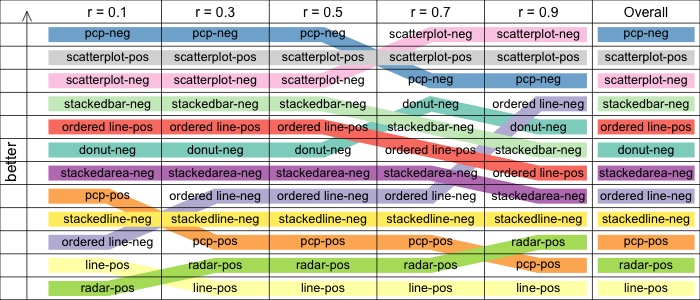 r = 0.1 r = 0.3 r = 0.5 r = 0.7 r = 0.9 Overall
pcp-neg pcp-neg pcp-neg scatterplot-neg scatterplot-neg pcp-neg
scatterplot-pos scatterplot-pos scatterplot-pos scatterplot-pos scatterplot-pos scatterplot-pos
scatterplot-neg scatterplot-neg scatterplot-neg pcp-neg pcp-neg scatterplot-neg
stackedbar-neg stackedbar-neg stackedbar-neg donut-neg ordered line-neg stackedbar-neg
ordered line-pos ordered line-pos ordered line-pos stackedbar-neg donut-neg ordered line-pos
donut-neg donut-neg donut-neg ordered line-pos stackedbar-neg donut-neg
stackedarea-neg stackedarea-neg stackedarea-neg stackedarea-neg ordered line-pos stackedarea-neg
pcp-pos ordered line-neg ordered line-neg ordered line-neg stackedarea-neg ordered line-neg
stackedline-neg stackedline-neg stackedline-neg stackedline-neg stackedline-neg stackedline-neg
ordered line-neg pcp-pos pcp-pos pcp-pos radar-pos pcp-pos
line-pos radar-pos radar-pos radar-pos pcp-pos radar-pos
radar-pos line-pos line-pos line-pos line-pos line-pos
better